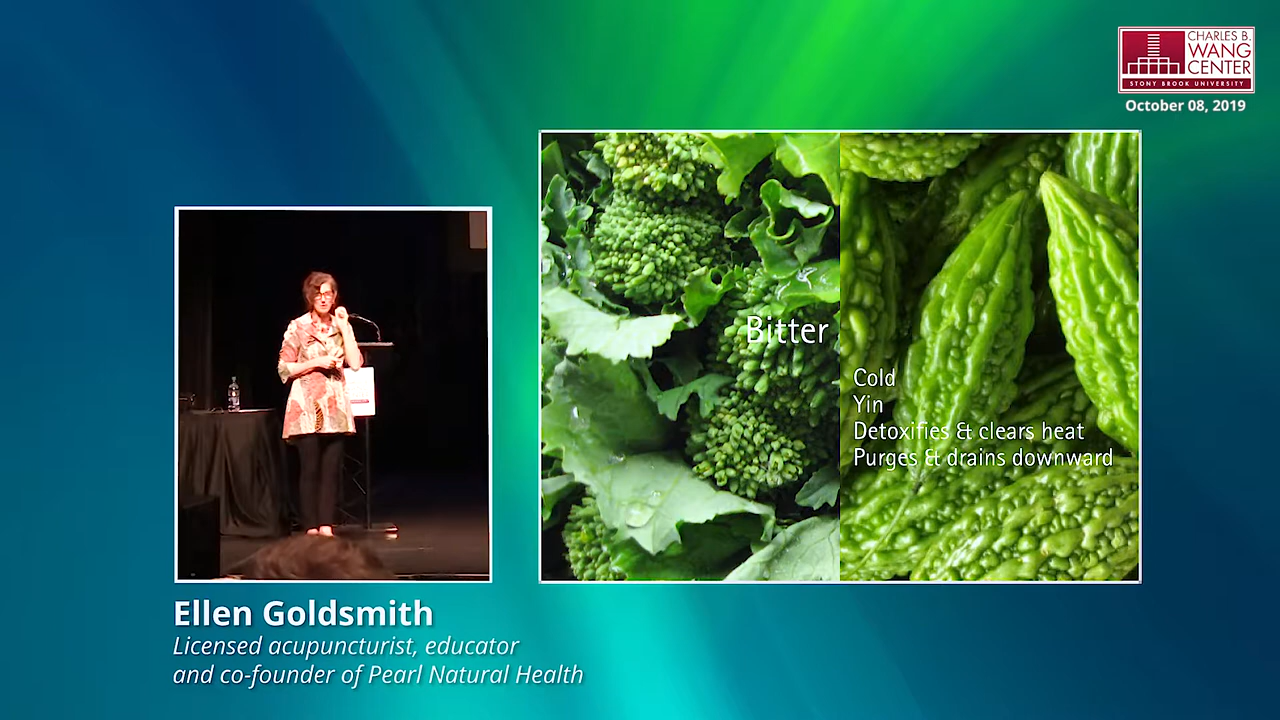 CHARLES B.
WANG
CENTER
STONY BROOK UNIVERSITY
October 08, 2019
Bitter
Cold
Yin
Detoxifies & clears heat
Purges & drains downward
Ellen Goldsmith
Licensed acupuncturist, educator
and co-founder of Pearl Natural Health